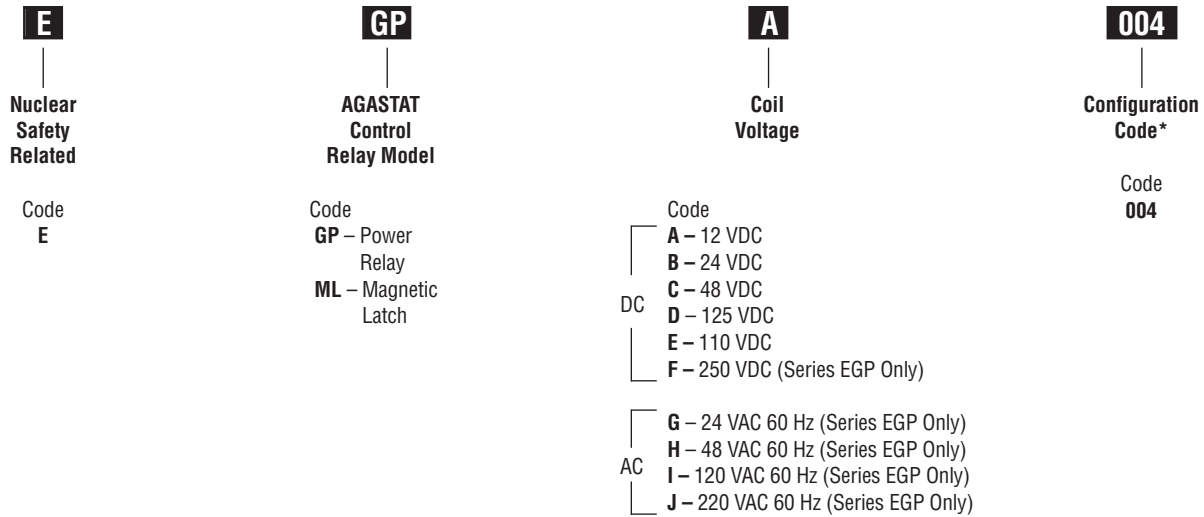 E
GP
A
004
Nuclear
Safety
Related
AGASTAT
Control
Relay Model
Coil
Voltage
Configuration
Code*
Code
E
Code
GP – Power
Relay
ML – Magnetic
Latch
Code
DC
A – 12 VDC
B – 24 VDC
C – 48 VDC
D – 125 VDC
E – 110 VDC
F – 250 VDC (Series EGP Only)
AC
G – 24 VAC 60 Hz (Series EGP Only)
H – 48 VAC 60 Hz (Series EGP Only)
I – 120 VAC 60 Hz (Series EGP Only)
J – 220 VAC 60 Hz (Series EGP Only)
Code
004